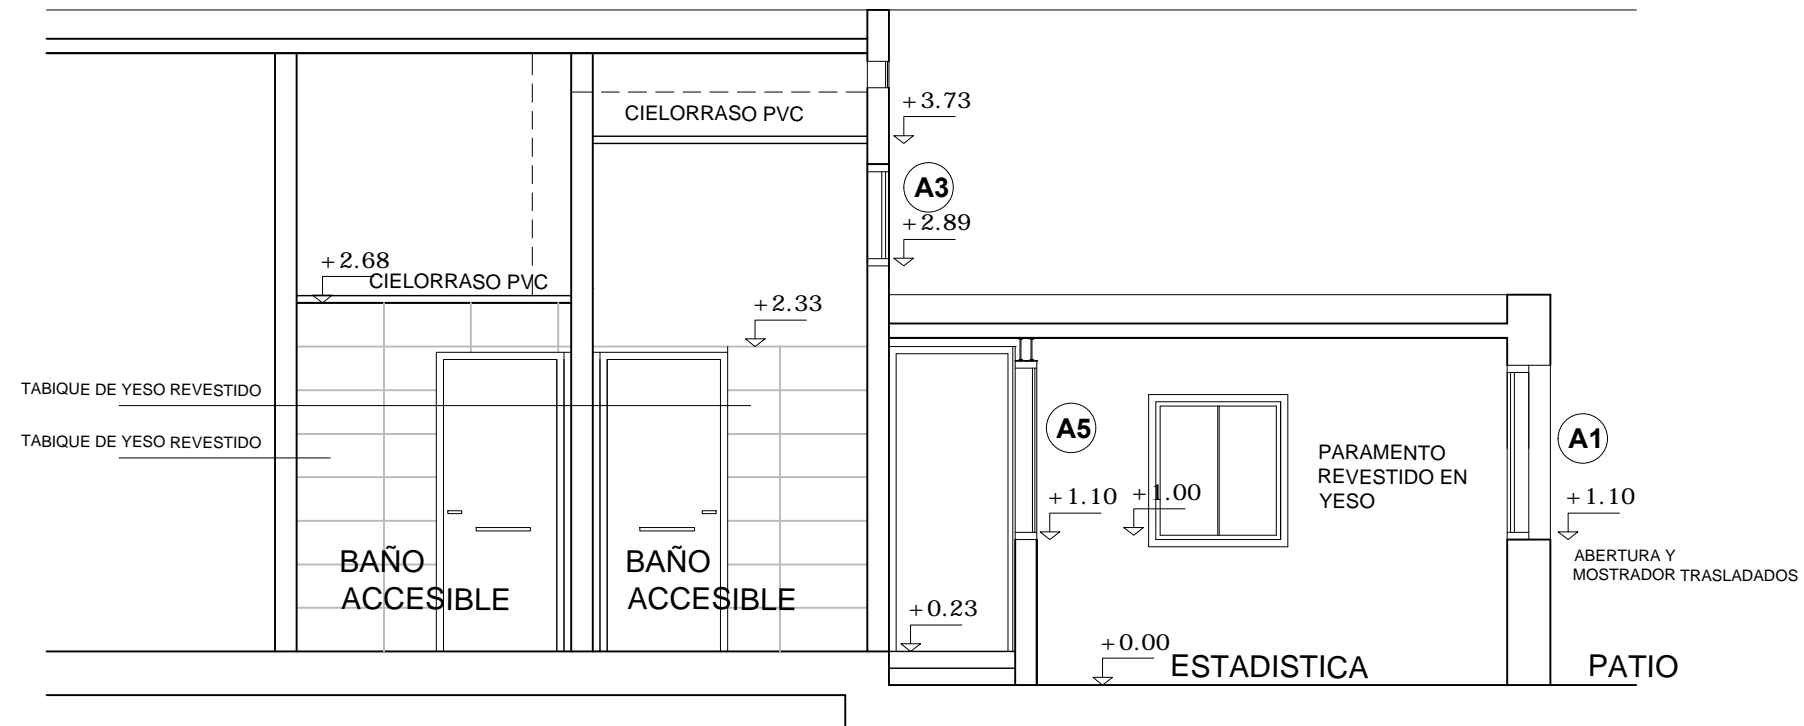 +3.73
CIELORRASO PVC
A3
+2.89
+2.68
CIELORRASO PVC
+2.33
TABIQUE DE YESO REVESTIDO
TABIQUE DE YESO REVESTIDO
A5
A1
PARAMENTO
REVESTIDO EN
YESO
+1.10
+1.00
+1.10
BAÑO
ACCESIBLE
BAÑO
ACCESIBLE
ABERTURA Y
MOSTRADOR TRASLADADOS
+0.23
+0.00
ESTADISTICA
PATIO